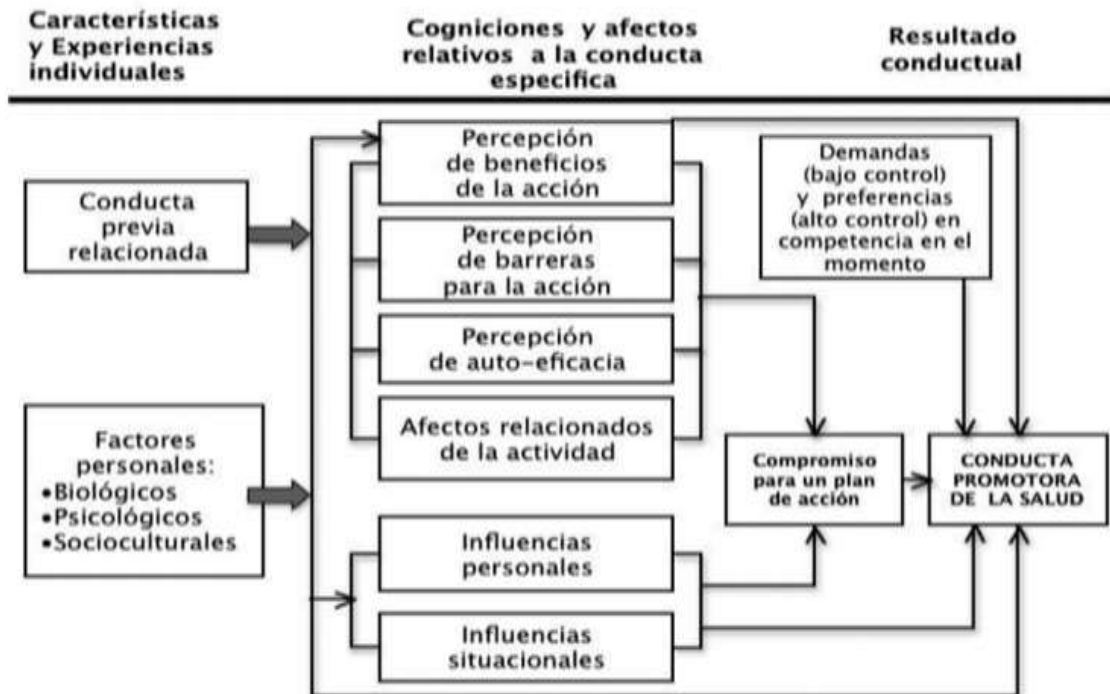 Características
y Experiencias
individuales
Cogniciones y afectos
relativos a la conducta
especifica
Resultado
conductual
Conducta
previa
relacionada
Factores
personales:
•Biológicos
•Psicológicos
•Socioculturales
Percepción
de beneficios
de la acción
Percepción
de barreras
para la acción
Percepción
de auto-eficacia
Afectos relacionados
de la actividad
Influencias
personales
Influencias
situacionales
Demandas
(bajo control)
y preferencias
(alto control) en
competencia en el
momento
Compromiso
para un plan
de acción
CONDUCTA
PROMOTORA
DE LA SALUD